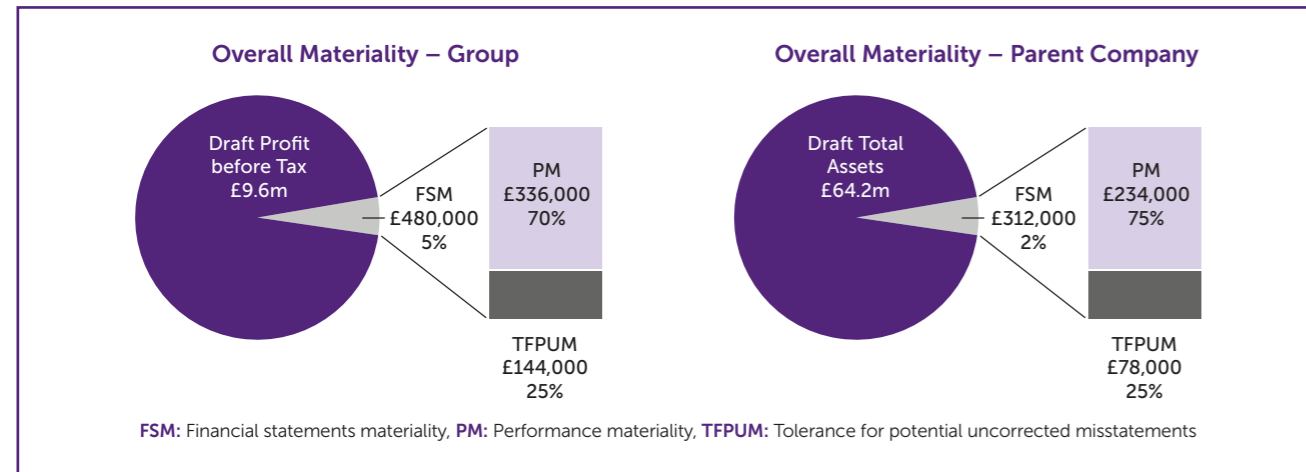 Overall Materiality – Group
Draft Profit
before Tax
£9.6m
FSM
£480,000
5%
PM
£336,000
70%
TFPUM
£144,000
25%
Overall Materiality – Parent Company
Draft Total
Assets
£64.2m
FSM
£312,000
2%
PM
£234,000
75%
TFPUM
£78,000
25%
FSM: Financial statements materiality, PM: Performance materiality, TFPUM: Tolerance for potential uncorrected misstatements